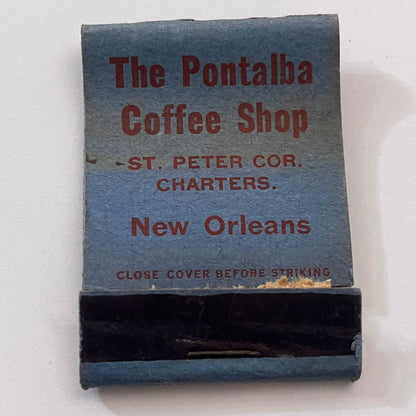 The Pontalba
Coffee Shop
ST. PETER COR.
CHARTERS.
New Orleans
CLOSE COVER BEFORE STRIKING